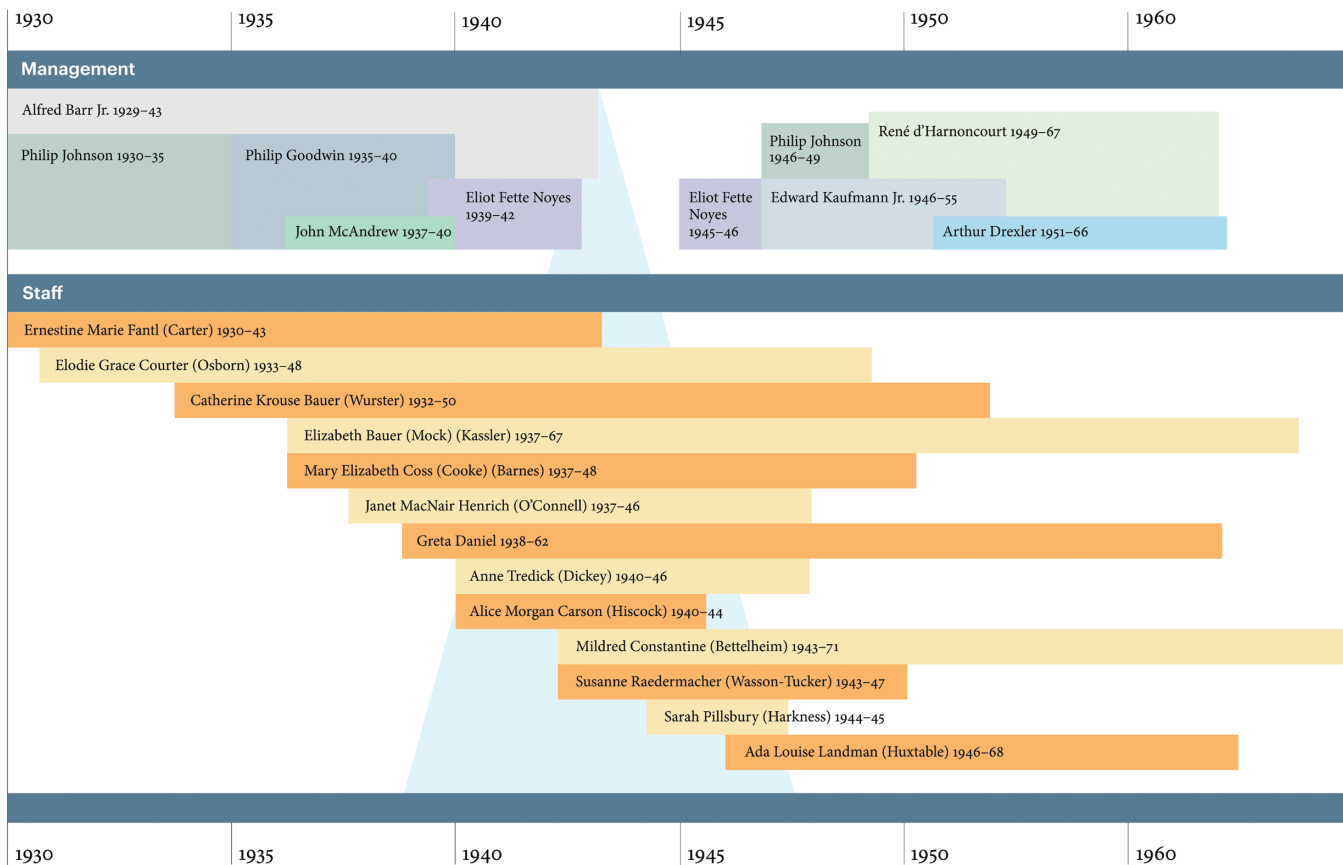 1930 1935 1940 1945 1950 1960
Management
Alfred Barr Jr. 1929–43
Philip Johnson 1930–35
Philip Goodwin 1935–40
Eliot Fette Noyes
1939–42
John McAndrew 1937–40
Eliot Fette
Noyes
1945–46
Philip Johnson
1946–49
René d’Harnoncourt 1949–67
Edward Kaufmann Jr. 1946–55
Arthur Drexler 1951–66
Staff
Ernestine Marie Fantl (Carter) 1930–43
Elodie Grace Courter (Osborn) 1933–48
Catherine Krouse Bauer (Wurster) 1932–50
Elizabeth Bauer (Mock) (Kassler) 1937–67
Mary Elizabeth Coss (Cooke) (Barnes) 1937–48
Janet MacNair Henrich (O’Connell) 1937–46
Greta Daniel 1938–62
Anne Tredick (Dickey) 1940–46
Alice Morgan Carson (Hiscock) 1940–44
Mildred Constantine (Bettelheim) 1943–71
Susanne Raedermacher (Wasson-Tucker) 1943–47
Sarah Pillsbury (Harkness) 1944–45
Ada Louise Landman (Huxtable) 1946–68
1930 1935 1940 1945 1950 1960